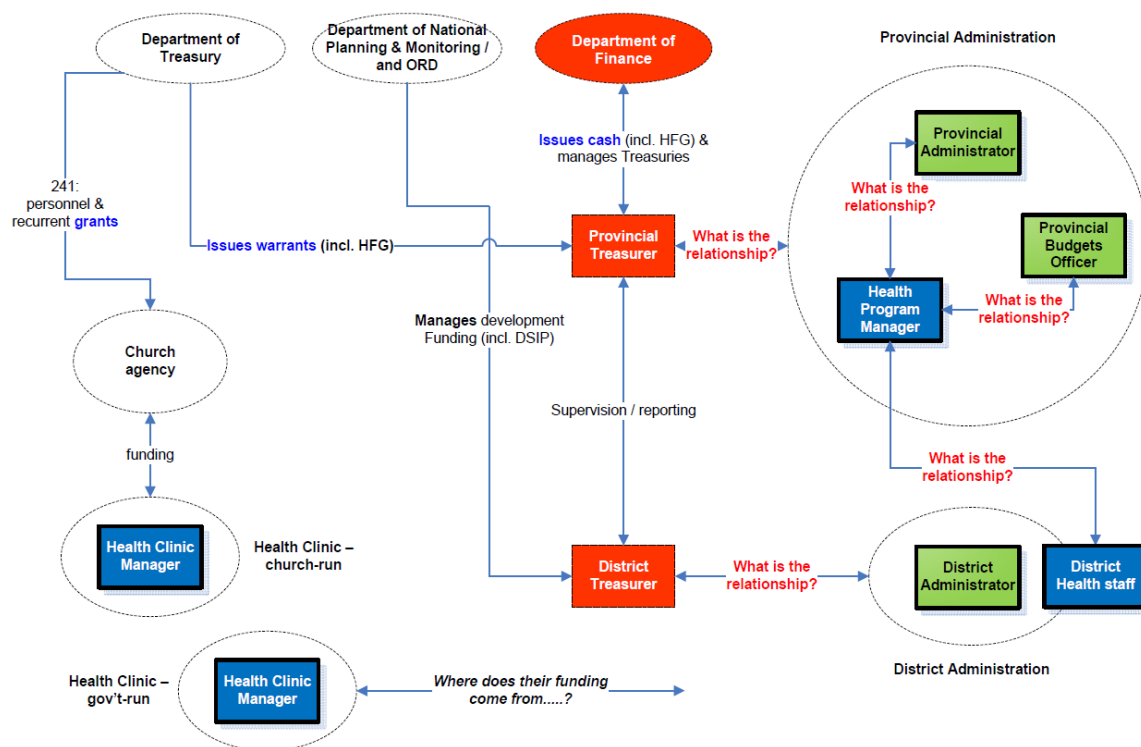 Department of
Treasury
Department of National
Planning & Monitoring /
and ORD
Department of
Finance
Provincial Administration
Provincial
Administrator
Issues cash (incl. HFG) &
manages Treasuries
What is the
relationship?
241:
personnel &
recurrent grants
Issues warrants (incl. HFG)
Provincial
Treasurer
What is the
relationship?
Provincial
Budgets
Officer
Health
Program
Manager
What is the
relationship?
Manages development
Funding (incl. DSIP)
Church
agency
Supervision / reporting
funding
What is the
relationship?
Health Clinic
Manager
Health Clinic –
church-run
District
Treasurer
What is the
relationship?
District
Administrator
District
Health staff
District Administration
Health Clinic –
gov't-run
Health Clinic
Manager
Where does their funding
come from.....?